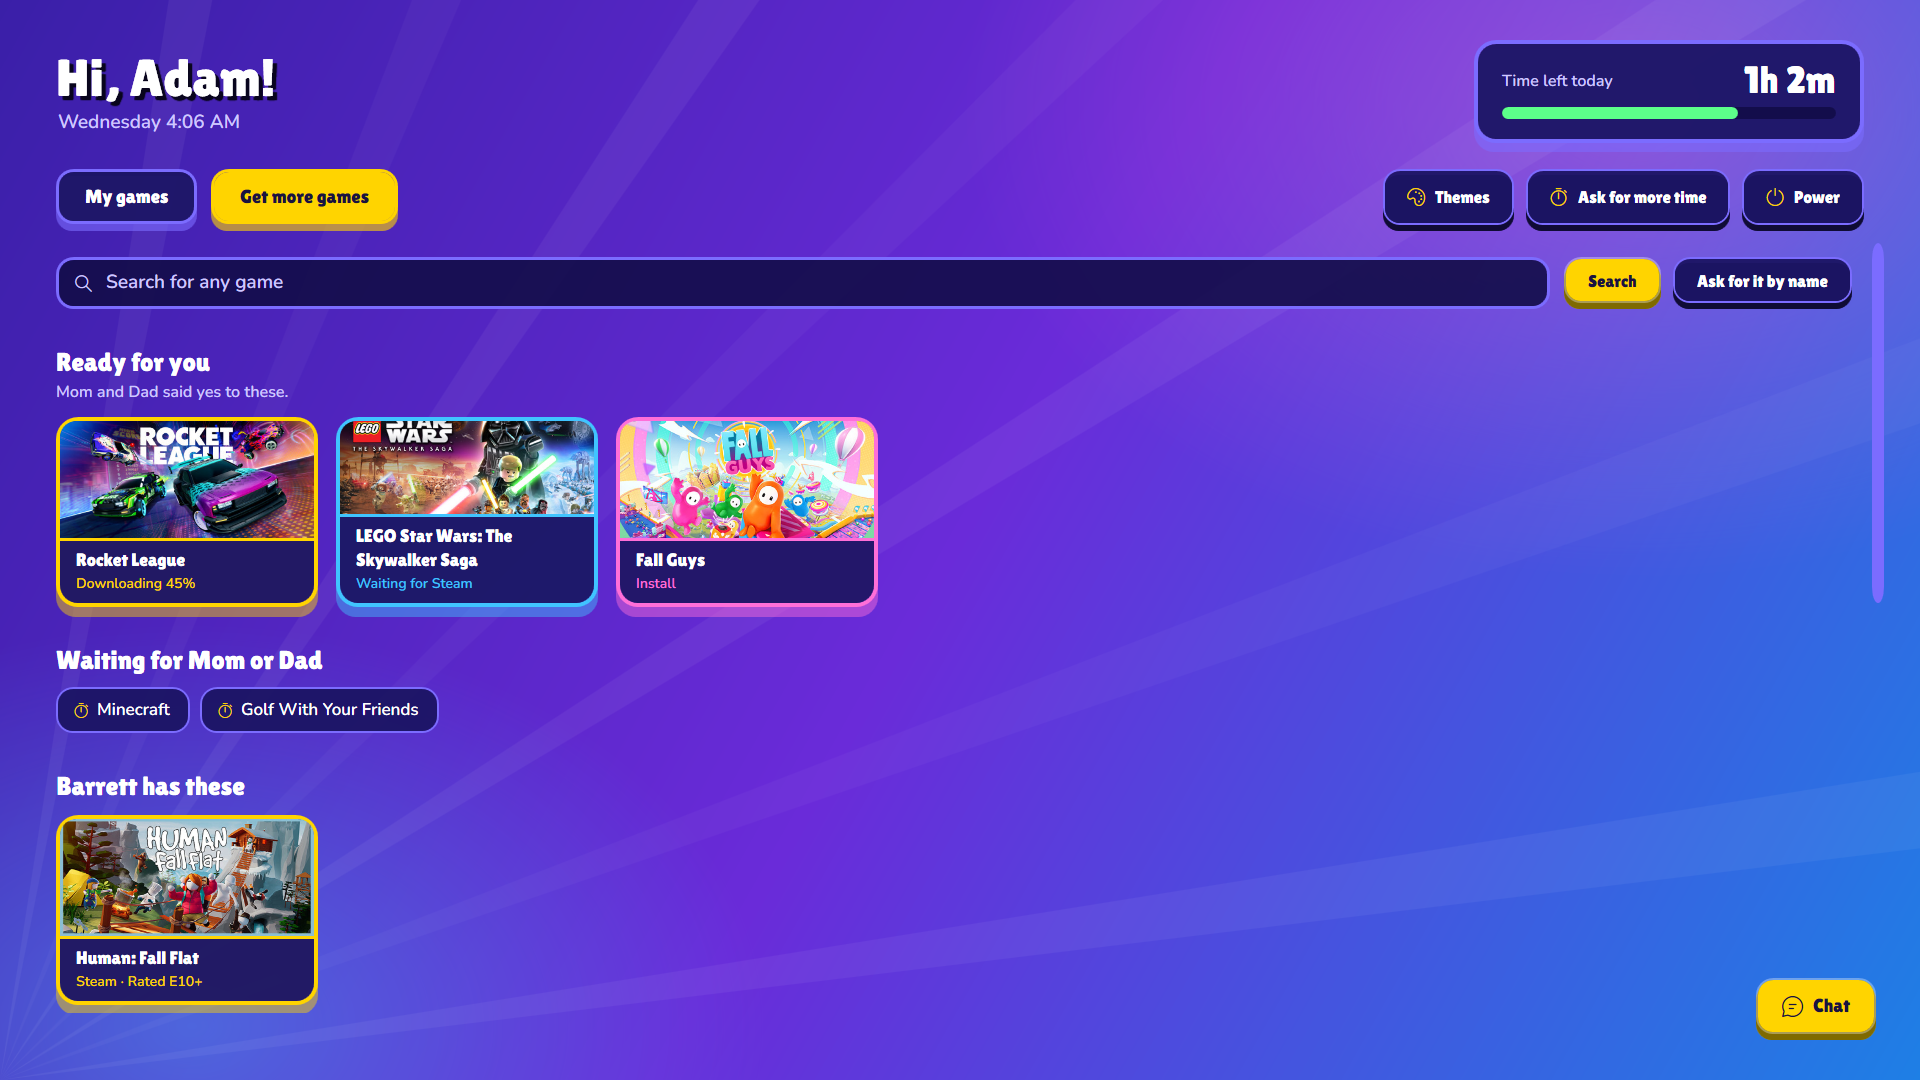 Hi, Adam!
Wednesday 4:06 AM
Time left today
1h 2m
My games
Get more games
Themes
Ask for more time
Power
Search for any game
Search
Ask for it by name
Ready for you
Mom and Dad said yes to these.
ROCKET
LEAGUE
Rocket League
Downloading 45%
LEGO
STAR
WARS
THE SKYWALKER SAGA
LEGO Star Wars: The
Skywalker Saga
Waiting for Steam
FALL
GUYS
Fall Guys
Install
Waiting for Mom or Dad
Minecraft
Golf With Your Friends
Barrett has these
HUMAN
fall flat
Human: Fall Flat
Steam · Rated E10+
Chat